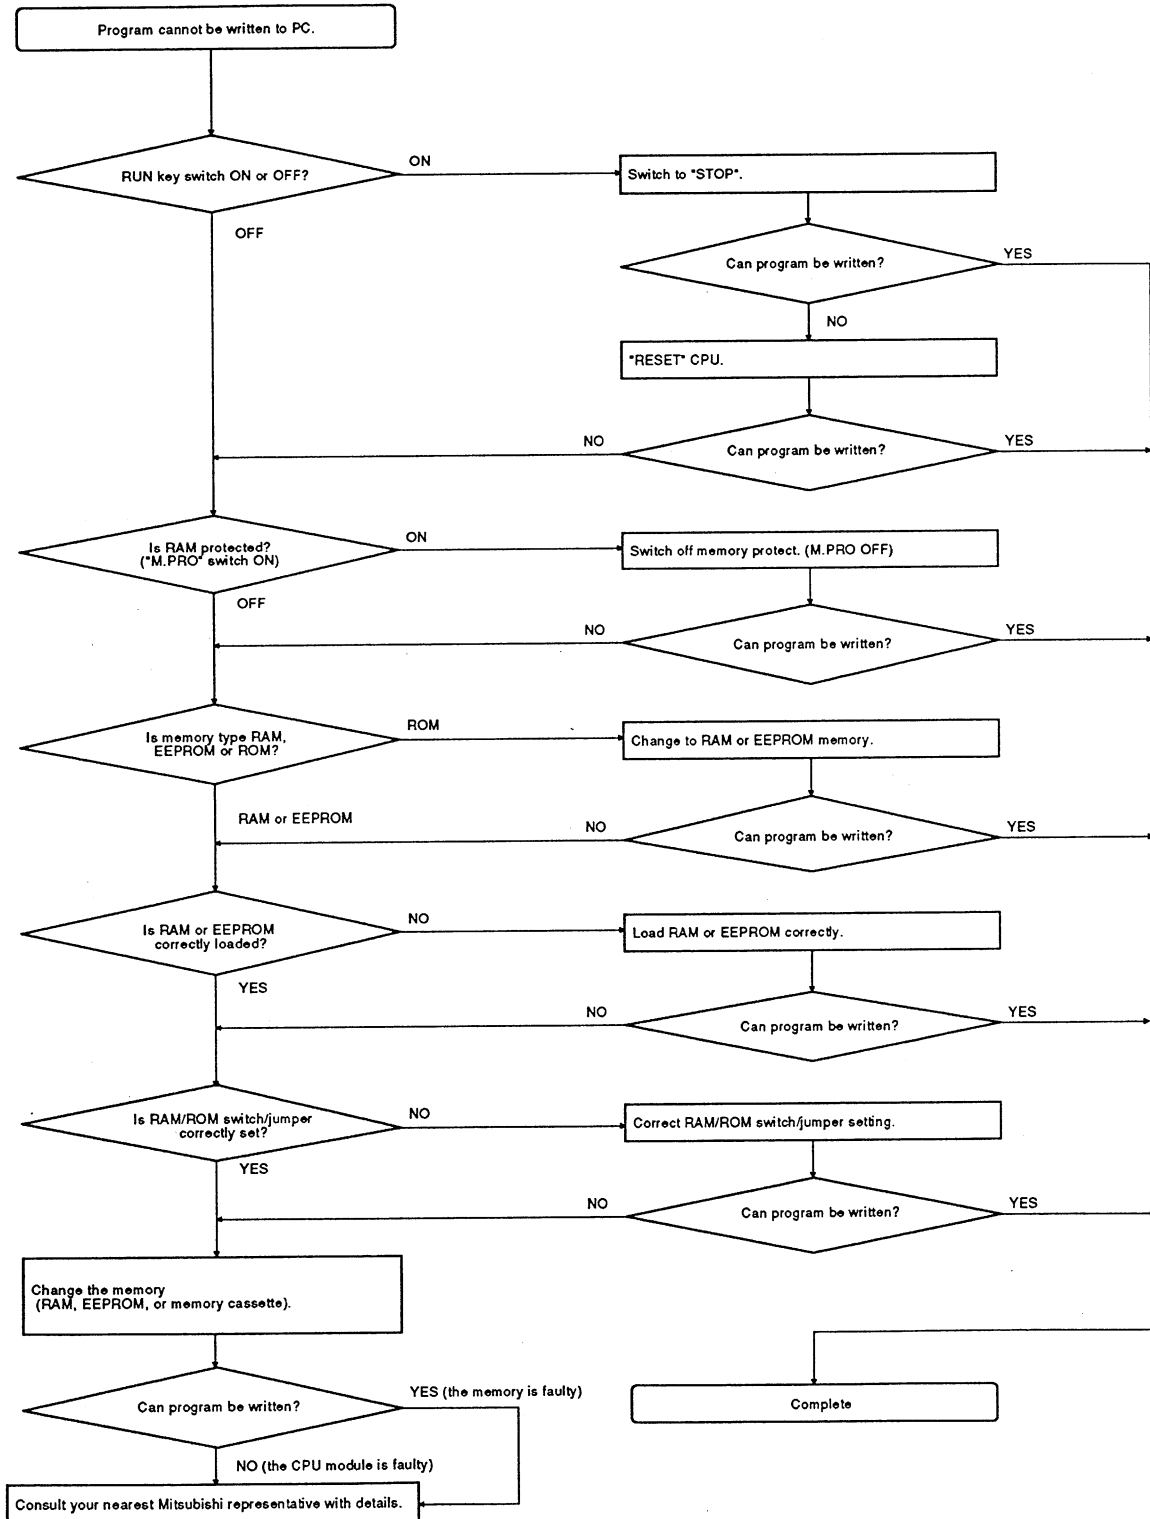 Program cannot be written to PC.
RUN key switch ON or OFF?
ON
Switch to "STOP".
OFF
Can program be written?
YES
NO
"RESET" CPU.
Can program be written?
NO
YES
Is RAM protected?
("M.PRO" switch ON)
ON
Switch off memory protect. (M.PRO OFF)
OFF
Can program be written?
NO
YES
Is memory type RAM,
EEPROM or ROM?
ROM
Change to RAM or EEPROM memory.
RAM or EEPROM
Can program be written?
NO
YES
Is RAM or EEPROM
correctly loaded?
NO
Load RAM or EEPROM correctly.
YES
Can program be written?
NO
YES
Is RAM/ROM switch/jumper
correctly set?
NO
Correct RAM/ROM switch/jumper setting.
YES
Can program be written?
NO
YES
Change the memory
(RAM, EEPROM, or memory cassette).
Can program be written?
YES (the memory is faulty)
Complete
NO (the CPU module is faulty)
Consult your nearest Mitsubishi representative with details.